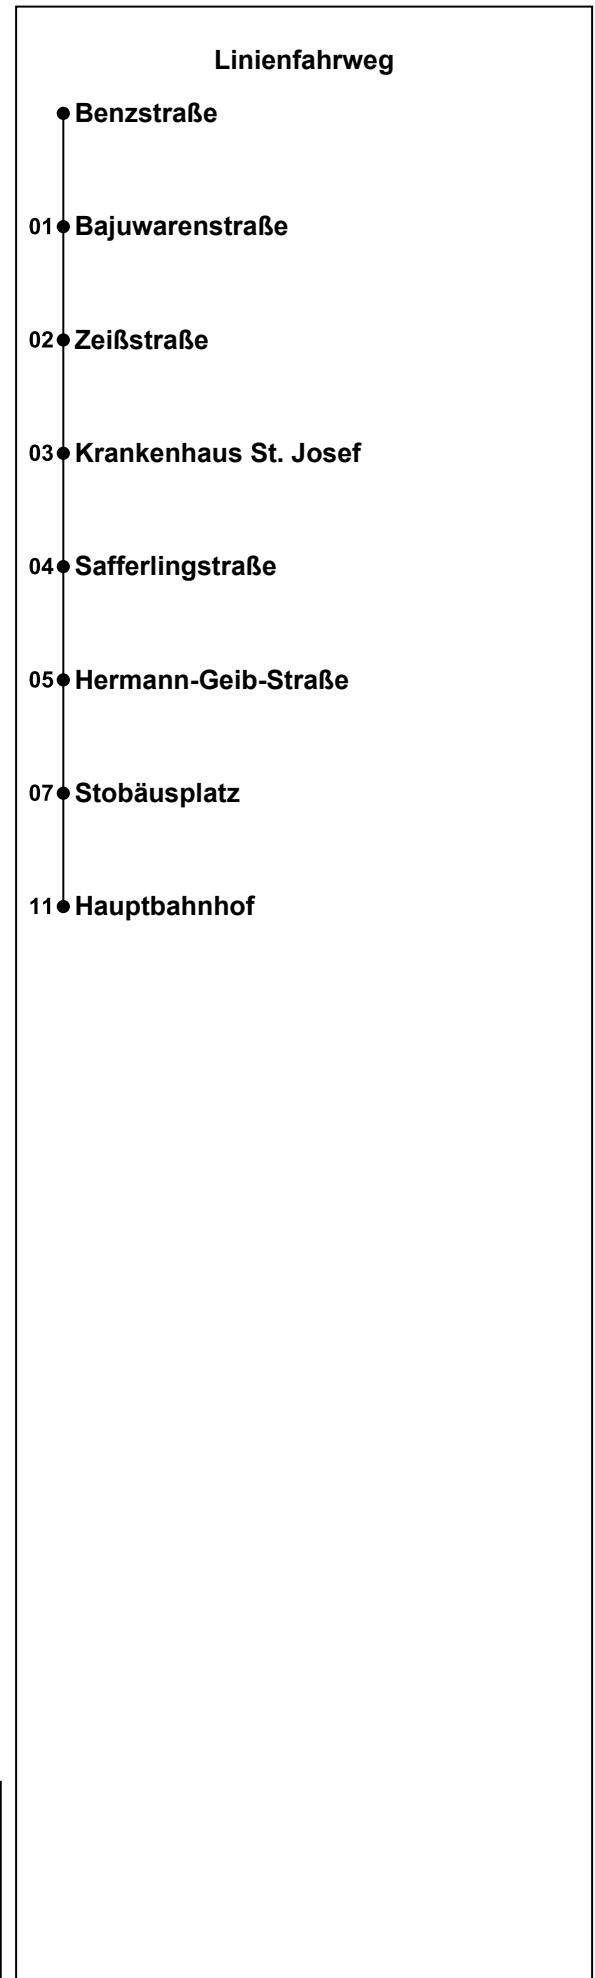 Linienfahrweg
Benzstraße
01 Bajuwarenstraße
02 Zeißstraße
03 Krankenhaus St. Josef
04 Safferlingstraße
05 Hermann-Geib-Straße
07 Stobäusplatz
11 Hauptbahnhof